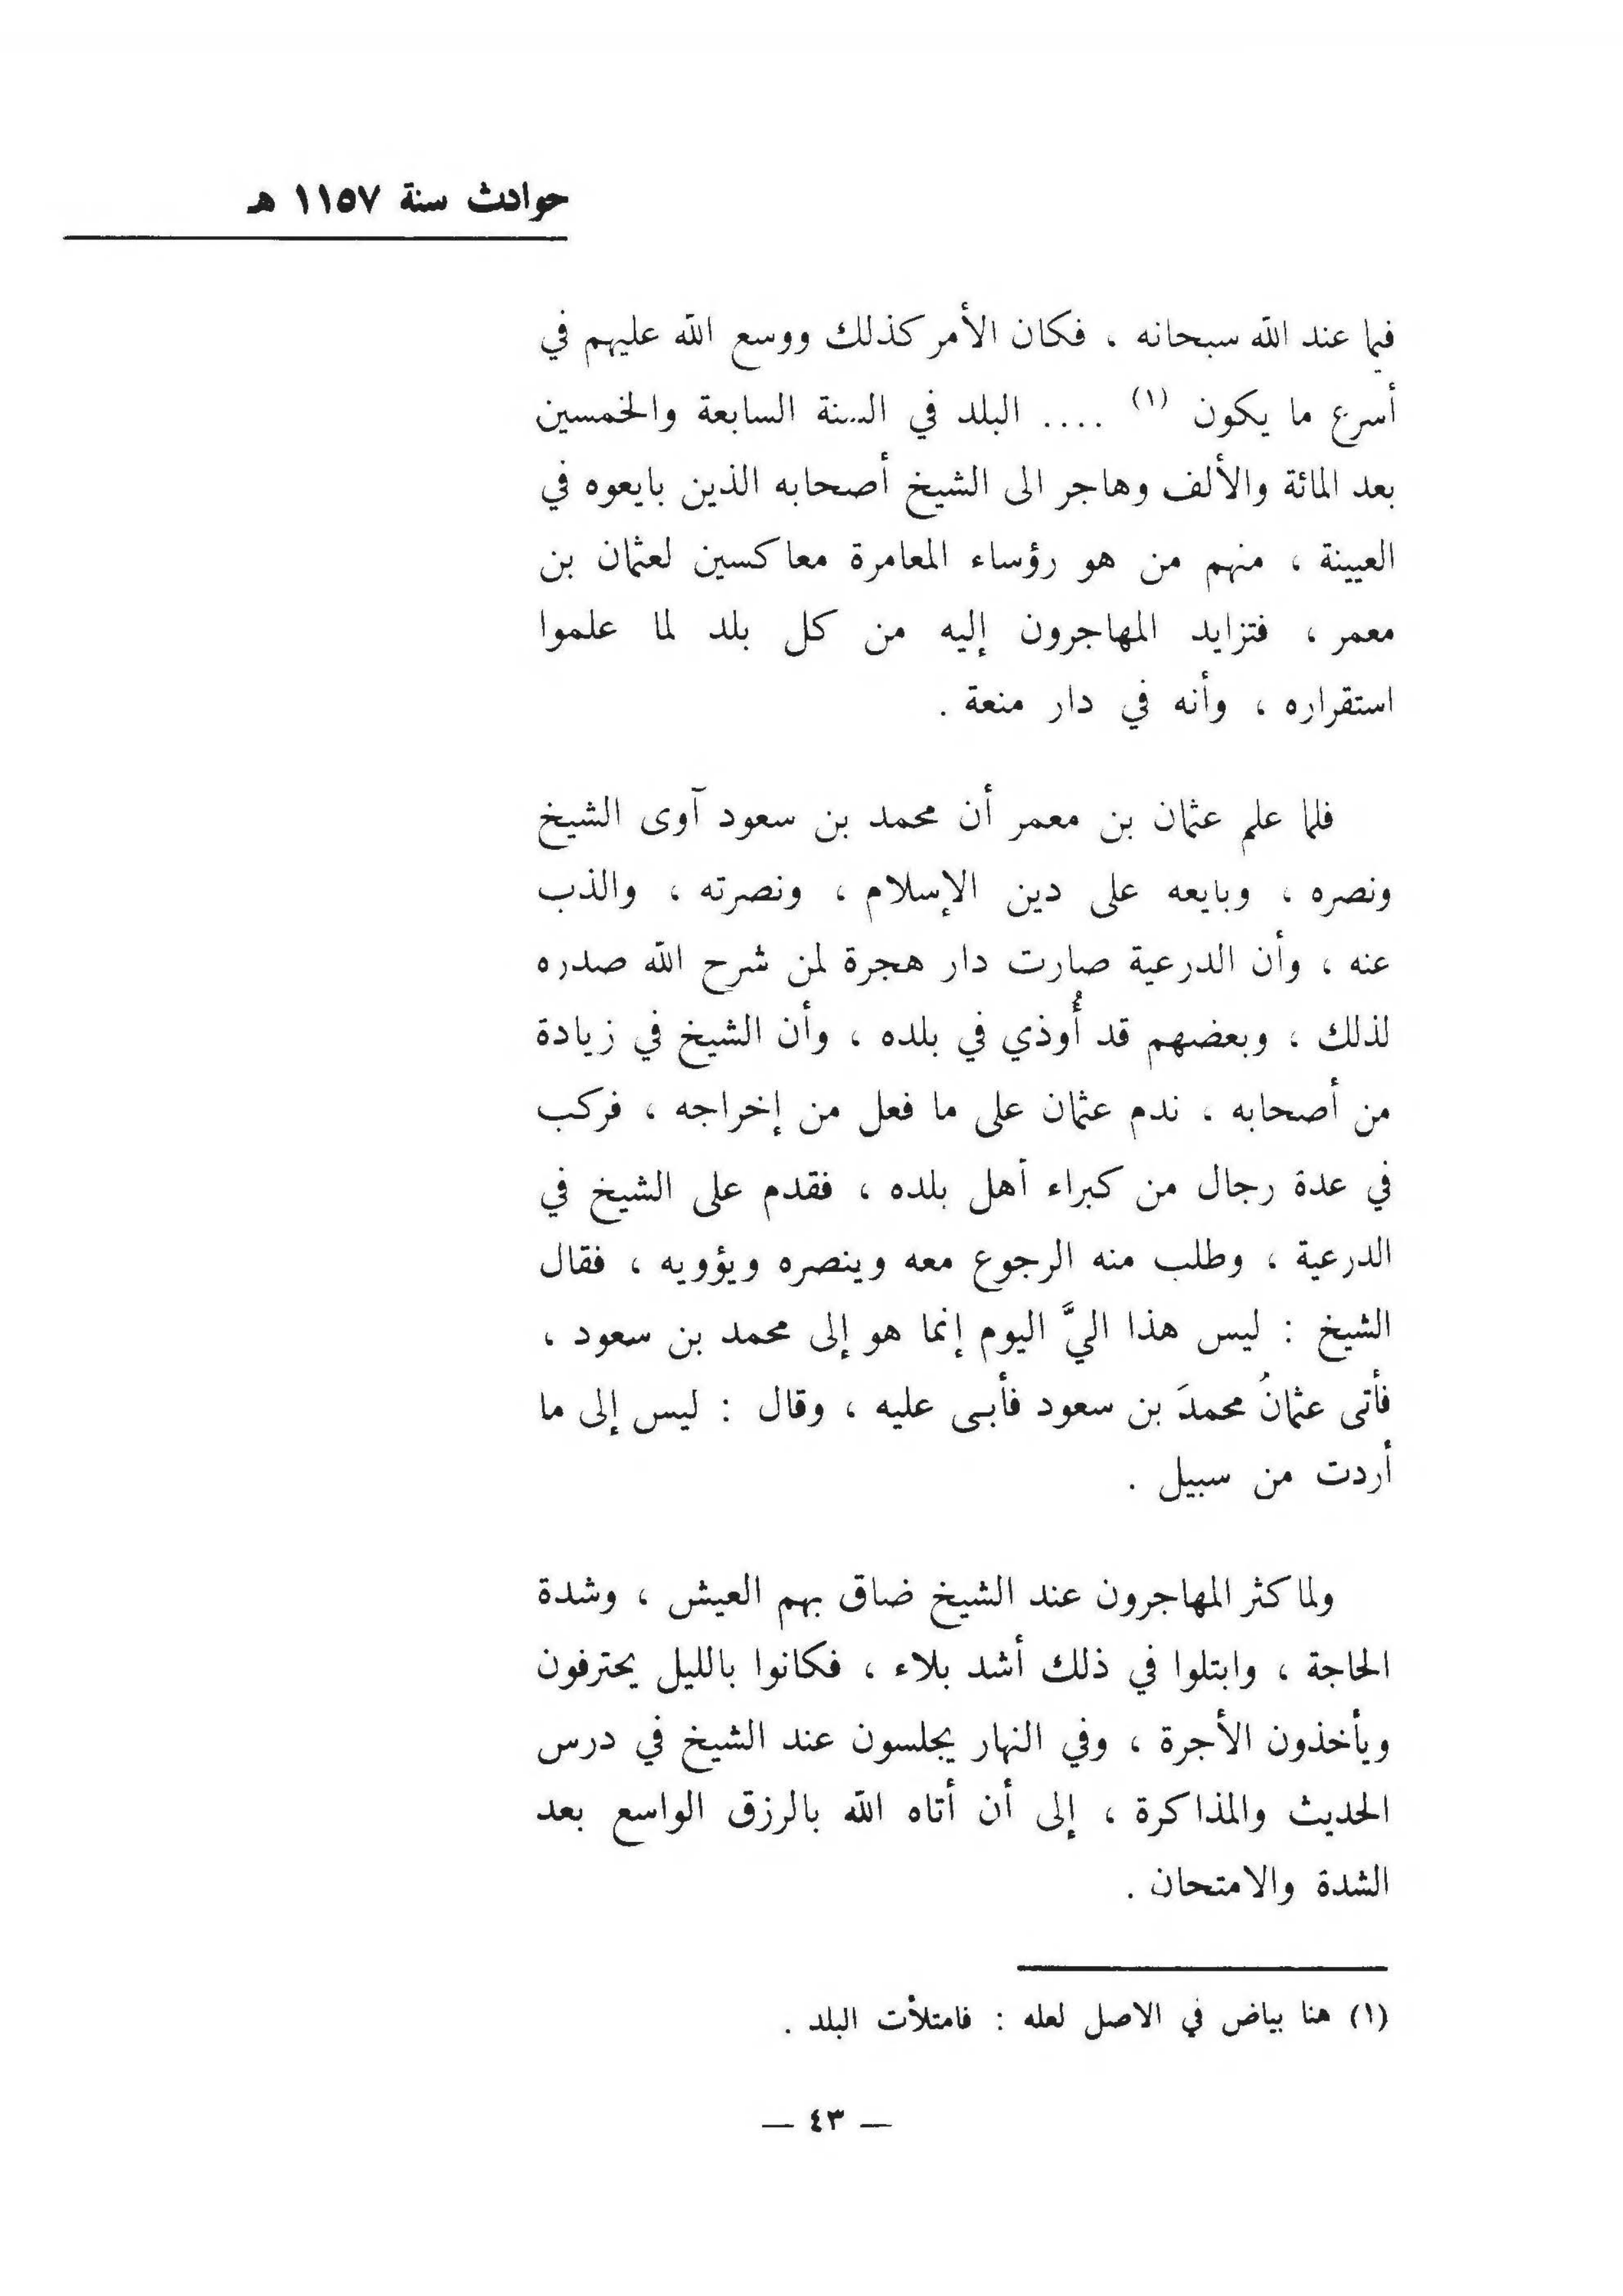 حوادث سنة ١١٥٧ هـ
فيما عند الله سبحانه ، فكان الأمر كذلك ووسع الله عليهم في
أسرع ما يكون (١) .... البلد في السنة السابعة والخمسين
بعد المائة والألف وهاجر الى الشيخ أصحابه الذين بايعوه في
العيينة ، منهم من هو رؤساء المعامرة معاكسين لعثمان بن
معمر ، فتزايد المهاجرون إليه من كل بلد لما علموا
استقراره ، وأنه في دار منعة .
فلما علم عثمان بن معمر أن محمد بن سعود آوى الشيخ
ونصره ، وبايعه على دين الإسلام ، ونصرته ، والذب
عنه ، وأن الدرعية صارت دار هجرة لمن شرح الله صدره
لذلك ، وبعضهم قد أُوذي في بلده ، وأن الشيخ في زيادة
من أصحابه ، ندم عثمان على ما فعل من إخراجه ، فركب
في عدة رجال من كبراء أهل بلده ، فقدم على الشيخ في
الدرعية ، وطلب منه الرجوع معه وينصره ويؤويه ، فقال
الشيخ : ليس هذا اليَّ اليوم إنما هو إلى محمد بن سعود ،
فأتى عثمانُ محمدَ بن سعود فأبى عليه ، وقال : ليس إلى ما
أردت من سبيل .
ولما كثر المهاجرون عند الشيخ ضاق بهم العيش ، وشدة
الحاجة ، وابتلوا في ذلك أشد بلاء ، فكانوا بالليل يحترفون
ويأخذون الأجرة ، وفي النهار يجلسون عند الشيخ في درس
الحديث والمذاكرة ، إلى أن أتاه الله بالرزق الواسع بعد
الشدة والامتحان .
(١) هنا بياض في الاصل لعله : فامتلأت البلد .
— ٤٣ —